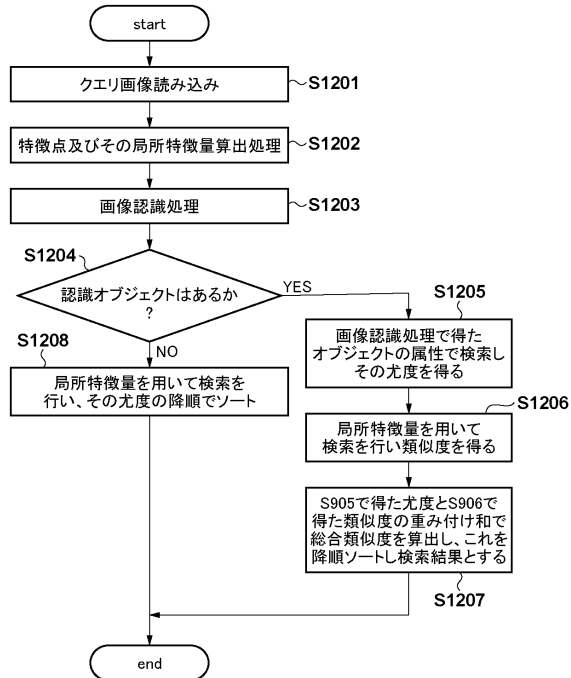 start
クエリ画像読み込み
S1201
特徴点及びその局所特徴量算出処理
S1202
画像認識処理
S1203
S1204
認識オブジェクトはあるか
?
YES
NO
S1205
画像認識処理で得た
オブジェクトの属性で検索し
その尤度を得る
S1206
局所特徴量を用いて
検索を行い類似度を得る
S905で得た尤度とS906で
得た類似度の重み付け和で
総合類似度を算出し、これを
降順ソートし検索結果とする
S1207
S1208
局所特徴量を用いて検索を
行い、その尤度の降順でソート
end